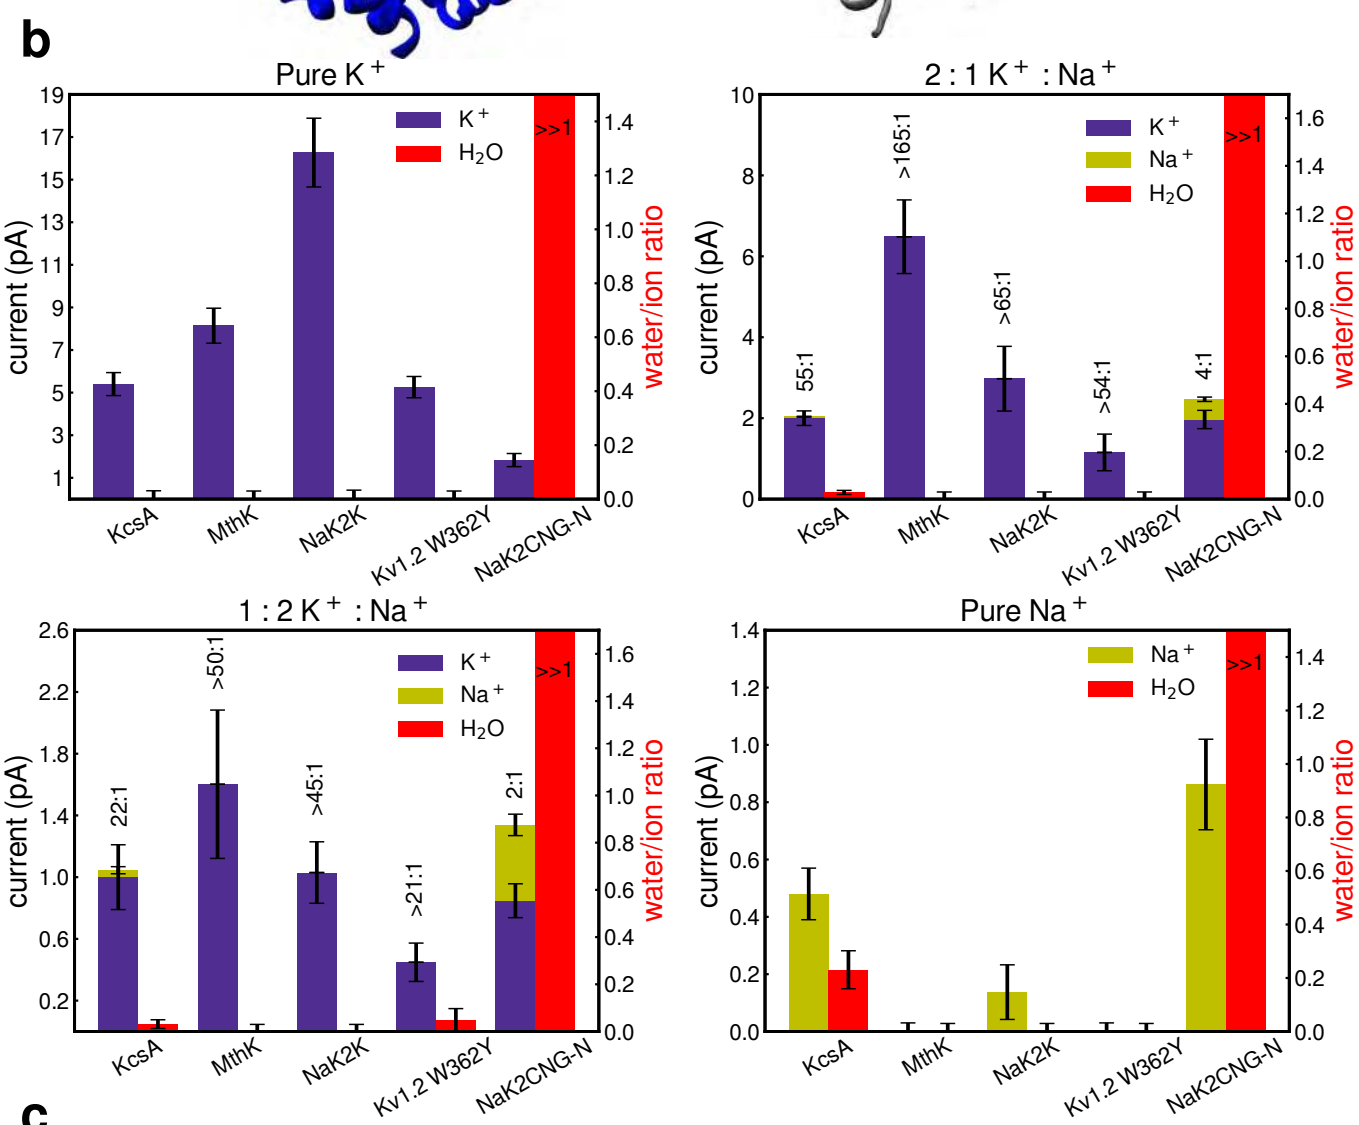 b
Pure K+
19
17
15
13
11
9
7
5
3
1
current (pA)
K+
H2O
>>1
1.4
1.2
1.0
0.8
0.6
0.4
0.2
0.0
water/ion ratio
KcsA
MthK
NaK2K
Kv1.2 W362Y
NaK2CNG-N
2 : 1 K+ : Na+
10
8
6
4
2
0
current (pA)
55:1
>165:1
>65:1
>54:1
4:1
K+
Na+
H2O
>>1
1.6
1.4
1.2
1.0
0.8
0.6
0.4
0.2
0.0
water/ion ratio
KcsA
MthK
NaK2K
Kv1.2 W362Y
NaK2CNG-N
1 : 2 K+ : Na+
2.6
2.2
1.8
1.4
1.0
0.6
0.2
current (pA)
22:1
>50:1
>45:1
>21:1
2:1
K+
Na+
H2O
>>1
1.6
1.4
1.2
1.0
0.8
0.6
0.4
0.2
0.0
water/ion ratio
KcsA
MthK
NaK2K
Kv1.2 W362Y
NaK2CNG-N
Pure Na+
1.4
1.2
1.0
0.8
0.6
0.4
0.2
0.0
current (pA)
Na+
H2O
>>1
1.4
1.2
1.0
0.8
0.6
0.4
0.2
0.0
water/ion ratio
KcsA
MthK
NaK2K
Kv1.2 W362Y
NaK2CNG-N
c